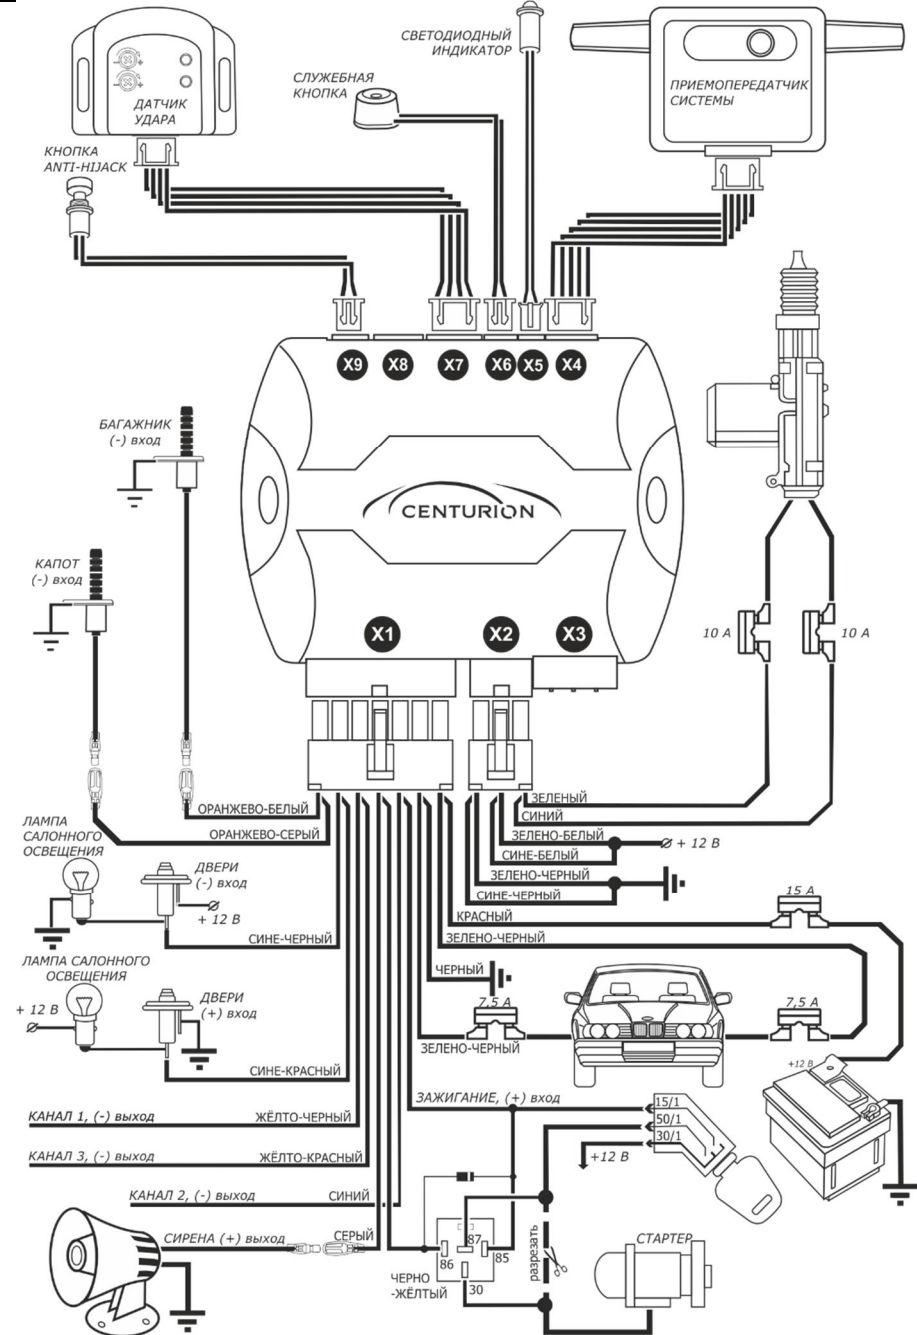 СВЕТОДИОДНЫЙ
ИНДИКАТОР
СЛУЖЕБНАЯ
КНОПКА
ПРИЕМОПЕРЕДАТЧИК
СИСТЕМЫ
ДАТЧИК
УДАРА
КНОПКА
ANTI-HIJACK
X9
X8
X7
X6
X5
X4
БАГАЖНИК
(-) вход
CENTURION
КАПОТ
(-) вход
X1
X2
X3
10 А
10 А
ЗЕЛЕНЫЙ
ОРАНЖЕВО-БЕЛЫЙ
СИНИЙ
ОРАНЖЕВО-СЕРЫЙ
ЗЕЛЕНО-БЕЛЫЙ
+ 12 В
СИНЕ-БЕЛЫЙ
ЛАМПА
САЛОННОГО
ОСВЕЩЕНИЯ
ДВЕРИ
(-) вход
+ 12 В
ЗЕЛЕНО-ЧЕРНЫЙ
СИНЕ-ЧЕРНЫЙ
15 А
КРАСНЫЙ
СИНЕ-ЧЕРНЫЙ
ЗЕЛЕНО-ЧЕРНЫЙ
ЛАМПА САЛОННОГО
ОСВЕЩЕНИЯ
ЧЕРНЫЙ
+ 12 В
ДВЕРИ
(+) вход
7,5 А
7,5 А
ЗЕЛЕНО-ЧЕРНЫЙ
СИНЕ-КРАСНЫЙ
+12 В
ЗАЖИГАНИЕ, (+) вход
15/1
50/1
30/1
+12 В
КАНАЛ 1, (-) выход
ЖЁЛТО-ЧЕРНЫЙ
КАНАЛ 3, (-) выход
ЖЁЛТО-КРАСНЫЙ
КАНАЛ 2, (-) выход
СИНИЙ
СИРЕНА (+) выход
СЕРЫЙ
87
86
85
30
ЧЕРНО
-ЖЁЛТЫЙ
разрезать
СТАРТЕР